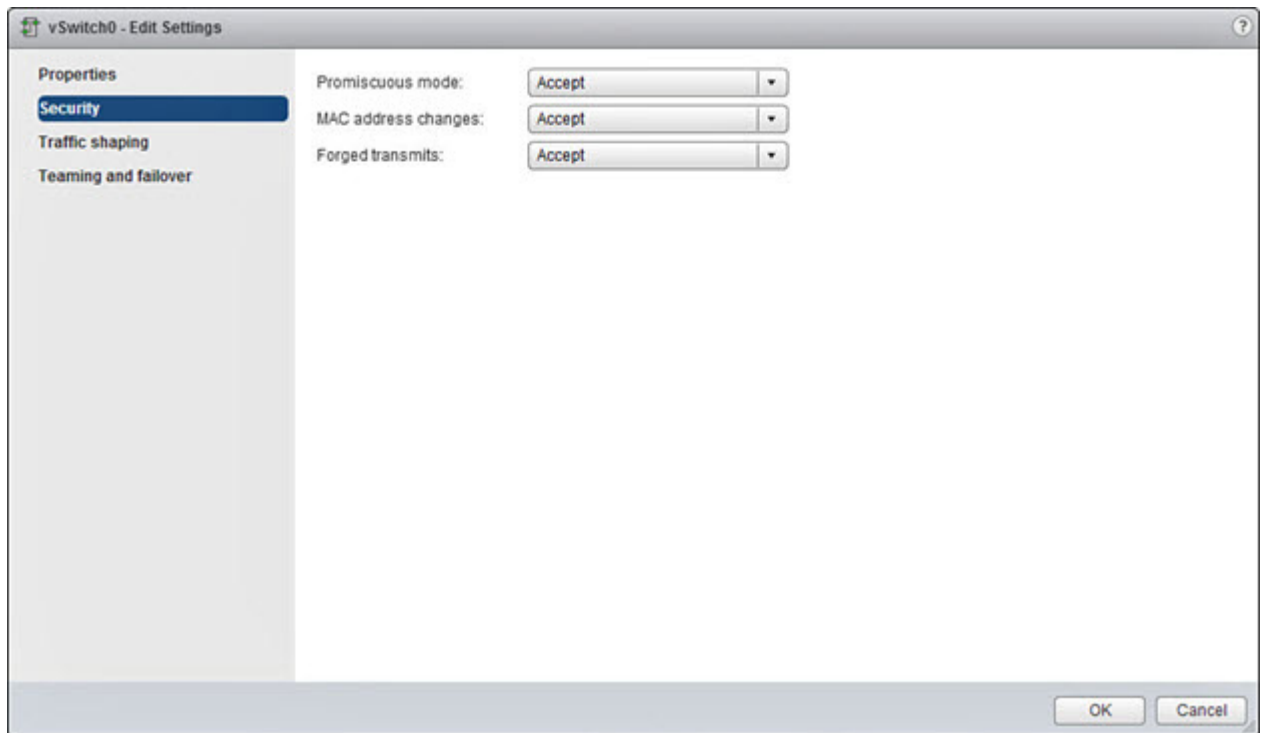 vSwitch0 - Edit Settings
?
Properties
Security
Traffic shaping
Teaming and failover
Promiscuous mode: Accept
MAC address changes: Accept
Forged transmits: Accept
OK Cancel